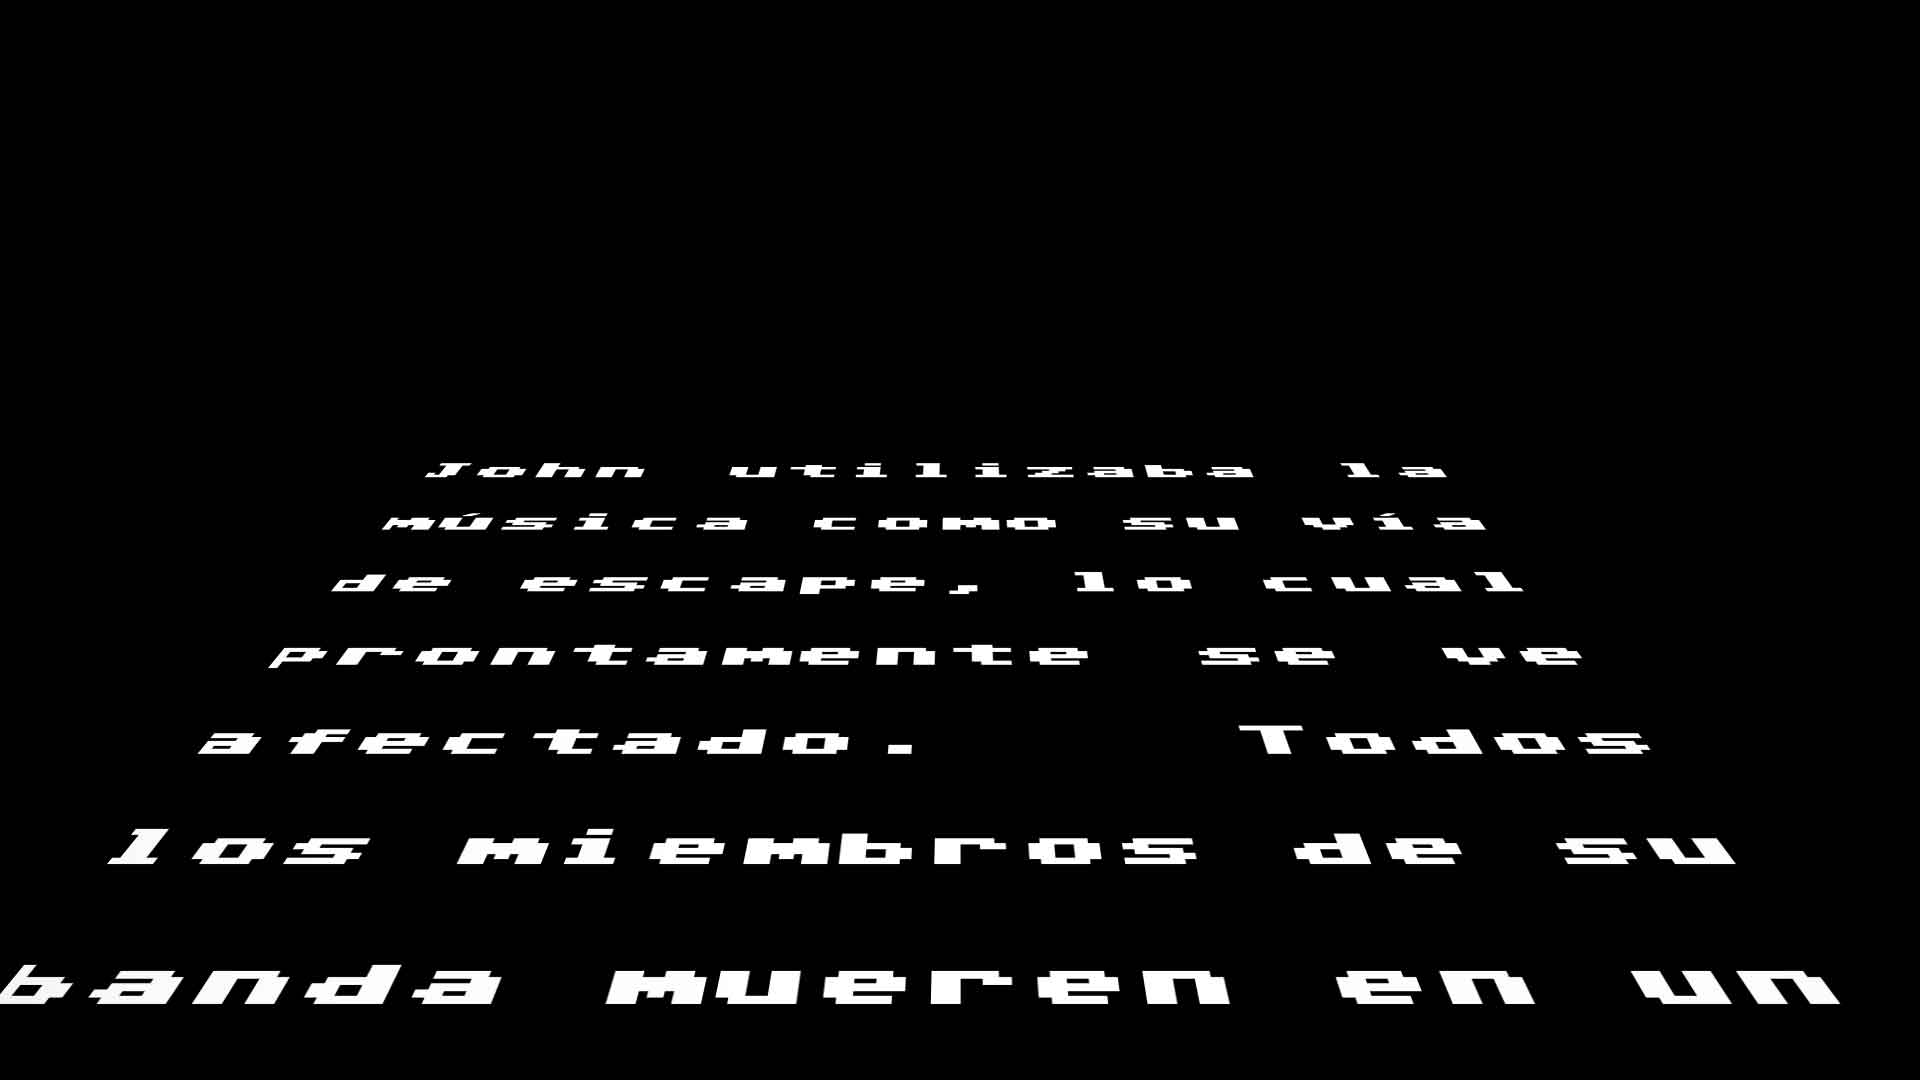 John utilizaba la
música como su vía
de escape, lo cual
prontamente se ve
afectado. Todos
los miembros de su
banda mueren en un